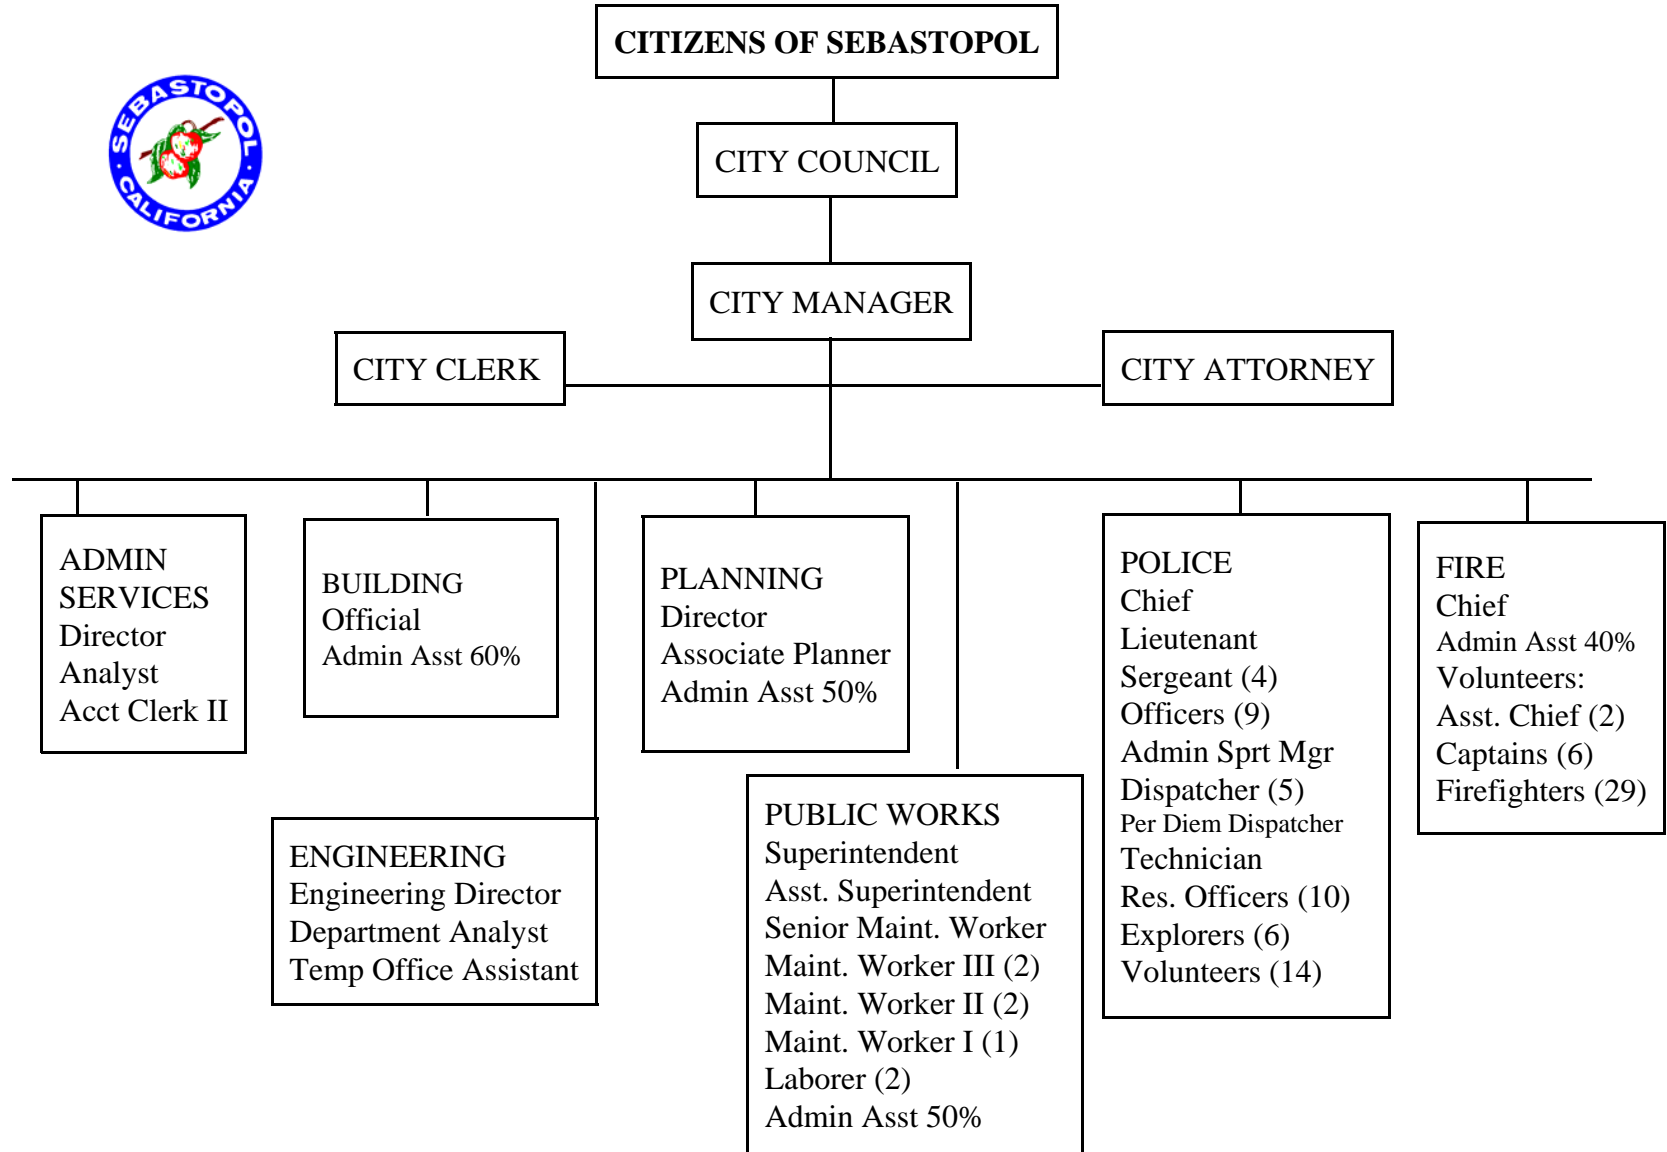 CITIZENS OF SEBASTOPOL
SEBASTOPOL
CALIFORNIA
CITY COUNCIL
CITY MANAGER
CITY CLERK
CITY ATTORNEY
ADMIN
SERVICES
Director
Analyst
Acct Clerk II
BUILDING
Official
Admin Asst 60%
PLANNING
Director
Associate Planner
Admin Asst 50%
POLICE
Chief
Lieutenant
Sergeant (4)
Officers (9)
Admin Sprt Mgr
Dispatcher (5)
Per Diem Dispatcher
Technician
Res. Officers (10)
Explorers (6)
Volunteers (14)
FIRE
Chief
Admin Asst 40%
Volunteers:
Asst. Chief (2)
Captains (6)
Firefighters (29)
ENGINEERING
Engineering Director
Department Analyst
Temp Office Assistant
PUBLIC WORKS
Superintendent
Asst. Superintendent
Senior Maint. Worker
Maint. Worker III (2)
Maint. Worker II (2)
Maint. Worker I (1)
Laborer (2)
Admin Asst 50%